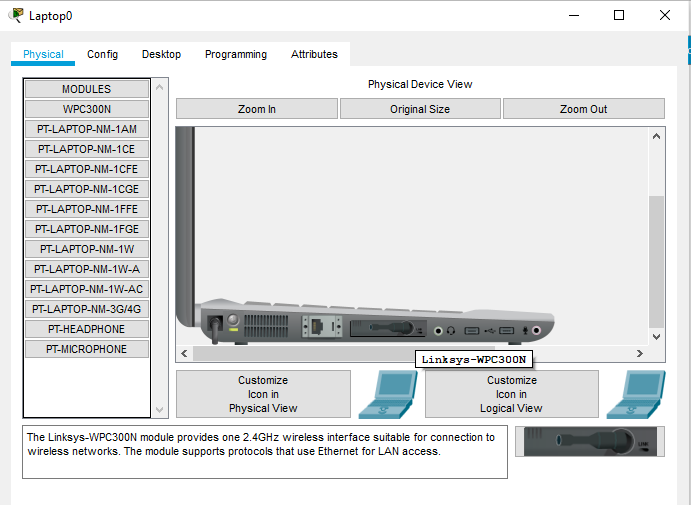 Laptop0
Physical Config Desktop Programming Attributes
MODULES
WPC300N
PT-LAPTOP-NM-1AM
PT-LAPTOP-NM-1CE
PT-LAPTOP-NM-1CFE
PT-LAPTOP-NM-1CGE
PT-LAPTOP-NM-1FFE
PT-LAPTOP-NM-1FGE
PT-LAPTOP-NM-1W
PT-LAPTOP-NM-1W-A
PT-LAPTOP-NM-1W-AC
PT-LAPTOP-NM-3G/4G
PT-HEADPHONE
PT-MICROPHONE
Physical Device View
Zoom In Original Size Zoom Out
Linksys-WPC300N
Customize
Icon in
Physical View
Customize
Icon in
Logical View
The Linksys-WPC300N module provides one 2.4GHz wireless interface suitable for connection to
wireless networks. The module supports protocols that use Ethernet for LAN access.